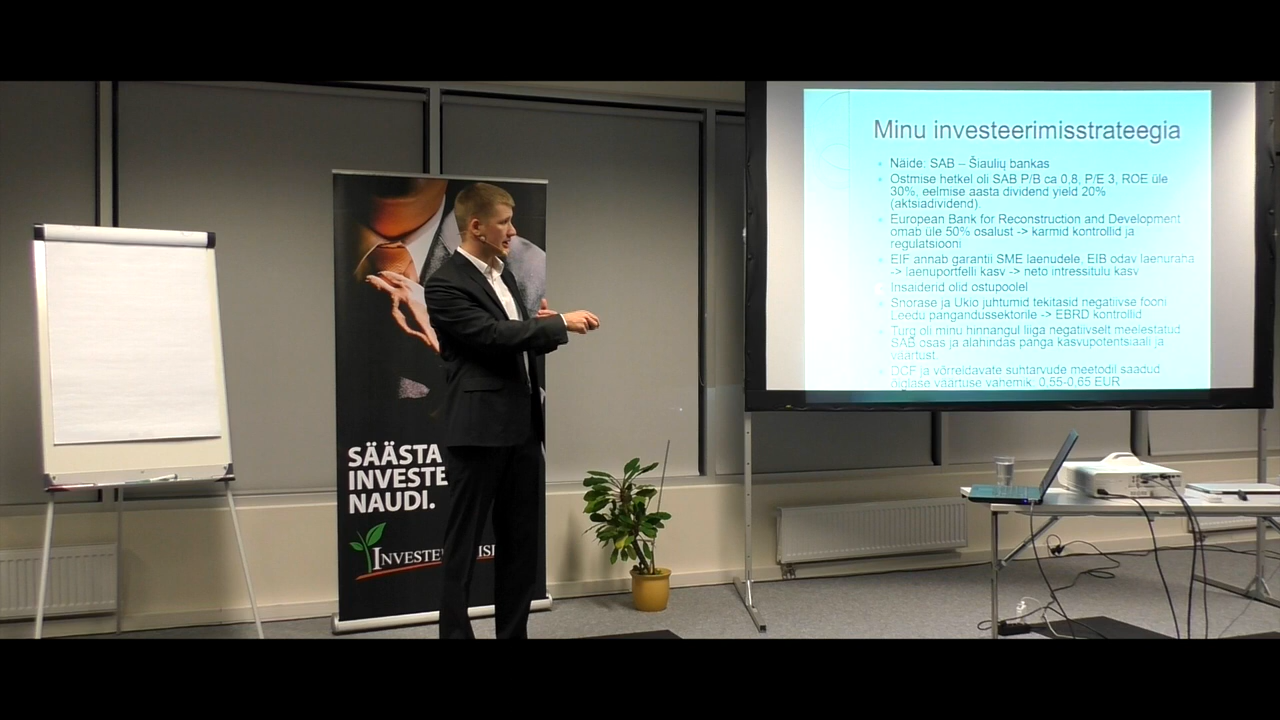 Minu investeerimisstrateegia
Näide: SAB – Šiaulių bankas
Ostmise hetkel oli SAB P/B ca 0,8, P/E 3, ROE üle
30%, eelmise aasta dividend yield 20%
(aktsiadividend).
European Bank for Reconstruction and Development
omab üle 50% osalust -> karmid kontrollid ja
regulatsiooni
EIF annab garantii SME laenudele, EIB odav laenuraha
-> laenuportfelli kasv -> neto intressitulu kasv
Insaiderid olid ostupoolel
Snorase ja Ukio juhtumid tekitasid negatiivse fooni
Leedu pangandussektorile -> EBRD kontrollid
Turg oli minu hinnangul liiga negatiivselt meelestatud
SAB osas ja alahindas panga kasvupotentsiaali ja
väärtust.
DCF ja võrreldavate suhtarvude meetodil saadud
õiglase väärtuse vahemik: 0,55-0,65 EUR
SÄÄSTA
INVESTE
NAUDI.